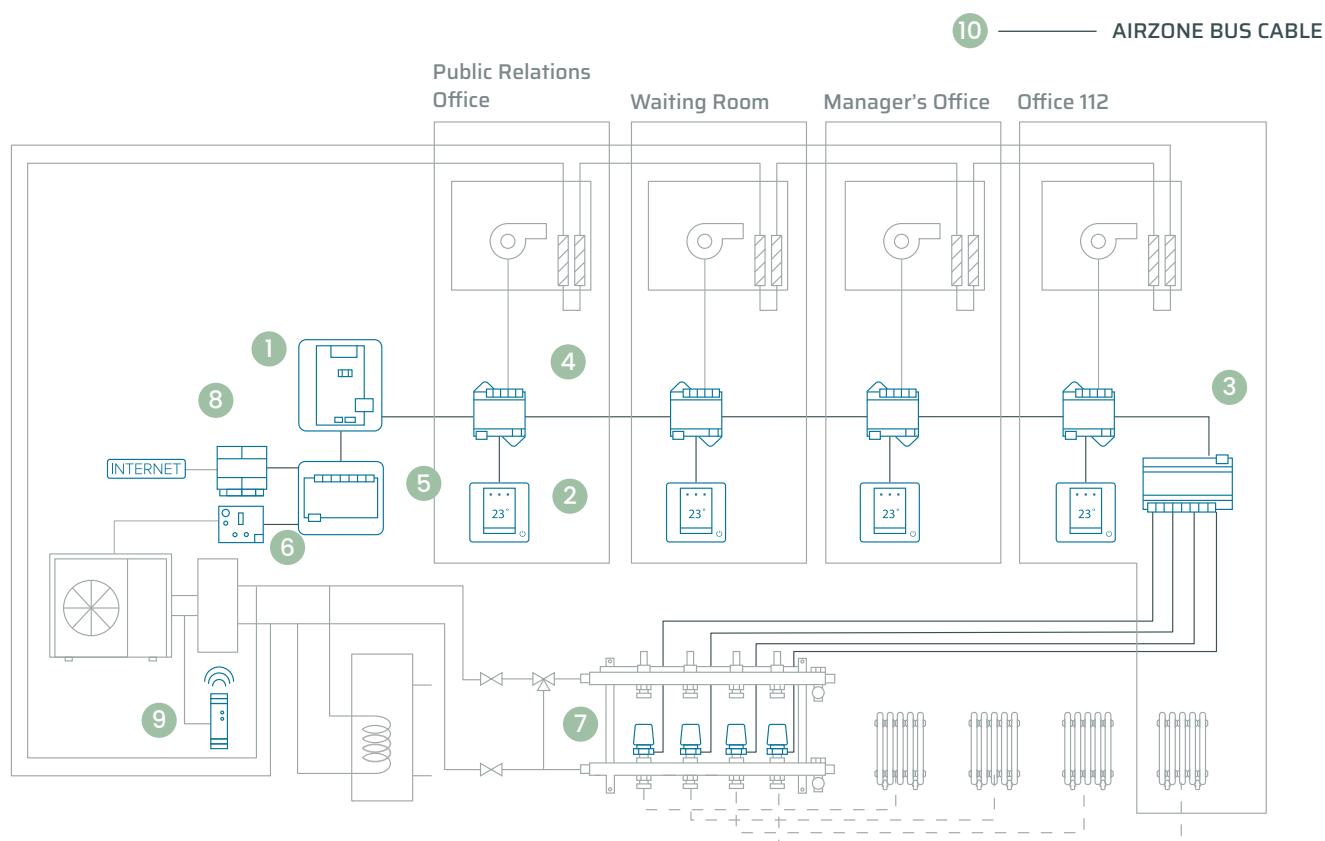 10 AIRZONE BUS CABLE
Public Relations
Office
Waiting Room
Manager's Office
Office 112
1
4
3
8
INTERNET
5
2
23°
23°
23°
23°
6
9
7